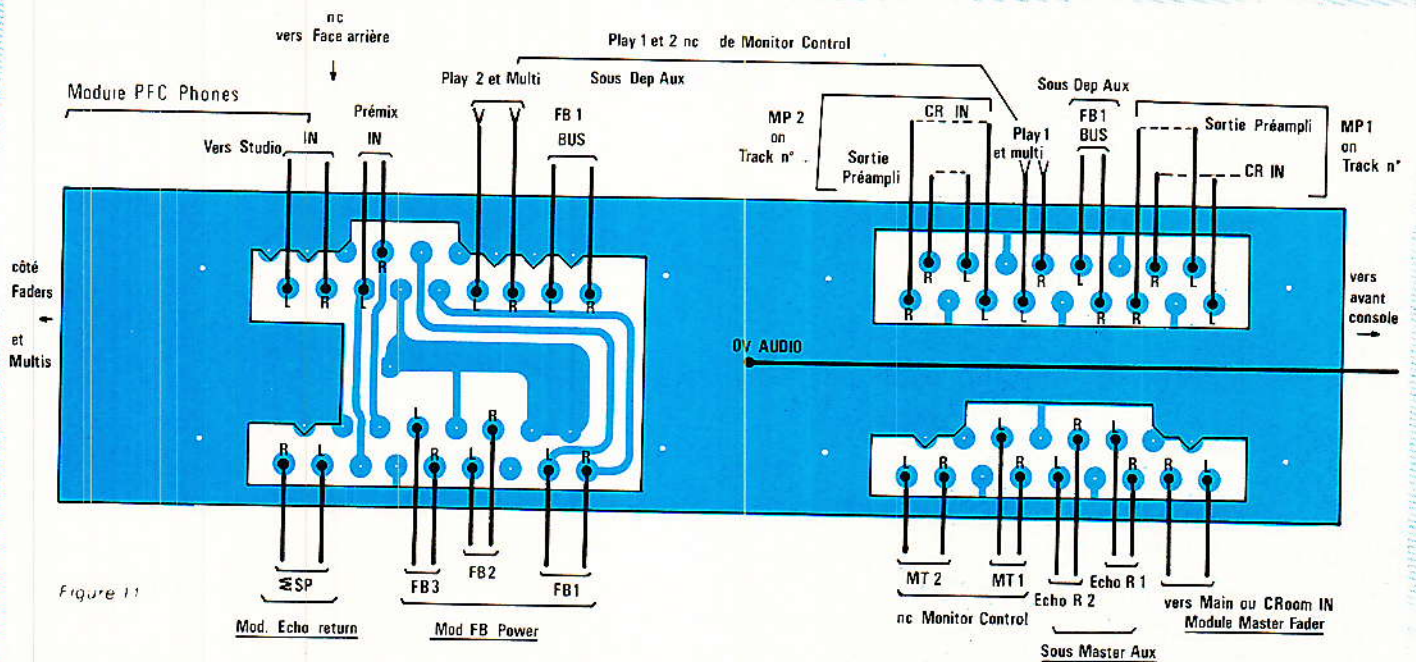 nc
vers Face arrière
Module PFC Phones
Vers Studio
IN
Prémix
IN
Play 2 et Multi
Sous Dep Aux
FB 1
BUS
Play 1 et 2 nc de Monitor Control
MP 2
on
Track n° .
CR IN
Sortie
Préampli
Play 1
et multi
Sous Dep Aux
FB 1
BUS
Sortie Préampli
CR IN
MP 1
on
Track n°
côté
Faders
et
Multis
R
L R L L R L R
R L R L R L
R L L R R L
vers
avant
console
0V AUDIO
L R
R L R L L R
L R L
L R R L R R L
ΣSP
Mod. Echo return
FB3
FB2
FB1
Mod FB Power
MT 2
MT 1
nc Monitor Control
Echo R 2
Echo R 1
Sous Master Aux
vers Main ou CRoom IN
Module Master Fader
Figure 11